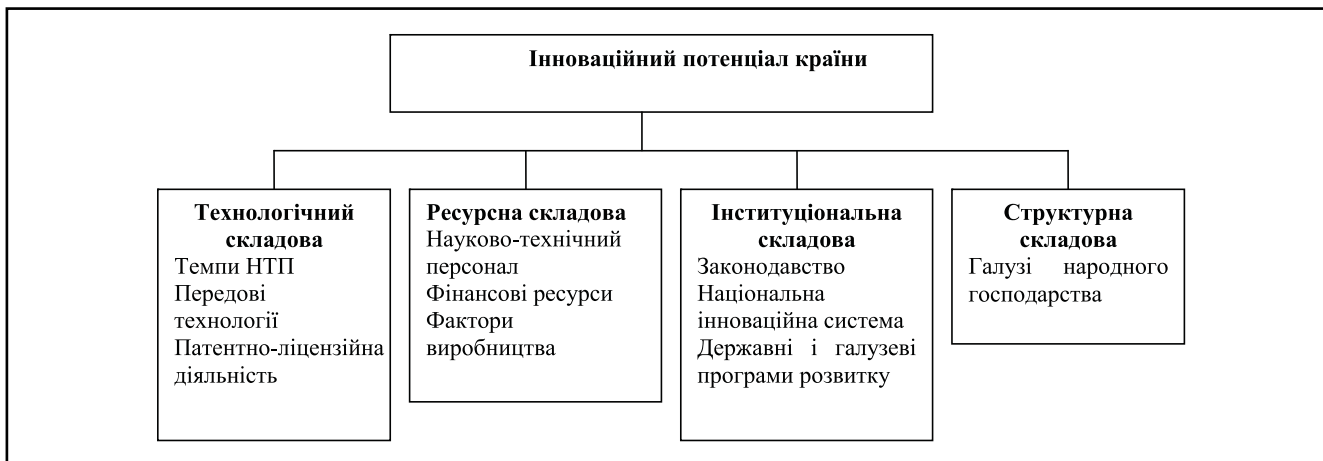 Інноваційний потенціал країни
Технологічний
складова
Темпи НТП
Передові
технології
Патентно-ліцензійна
діяльність
Ресурсна складова
Науково-технічний
персонал
Фінансові ресурси
Фактори
виробництва
Інституціональна
складова
Законодавство
Національна
інноваційна система
Державні і галузеві
програми розвитку
Структурна
складова
Галузі народного
господарства